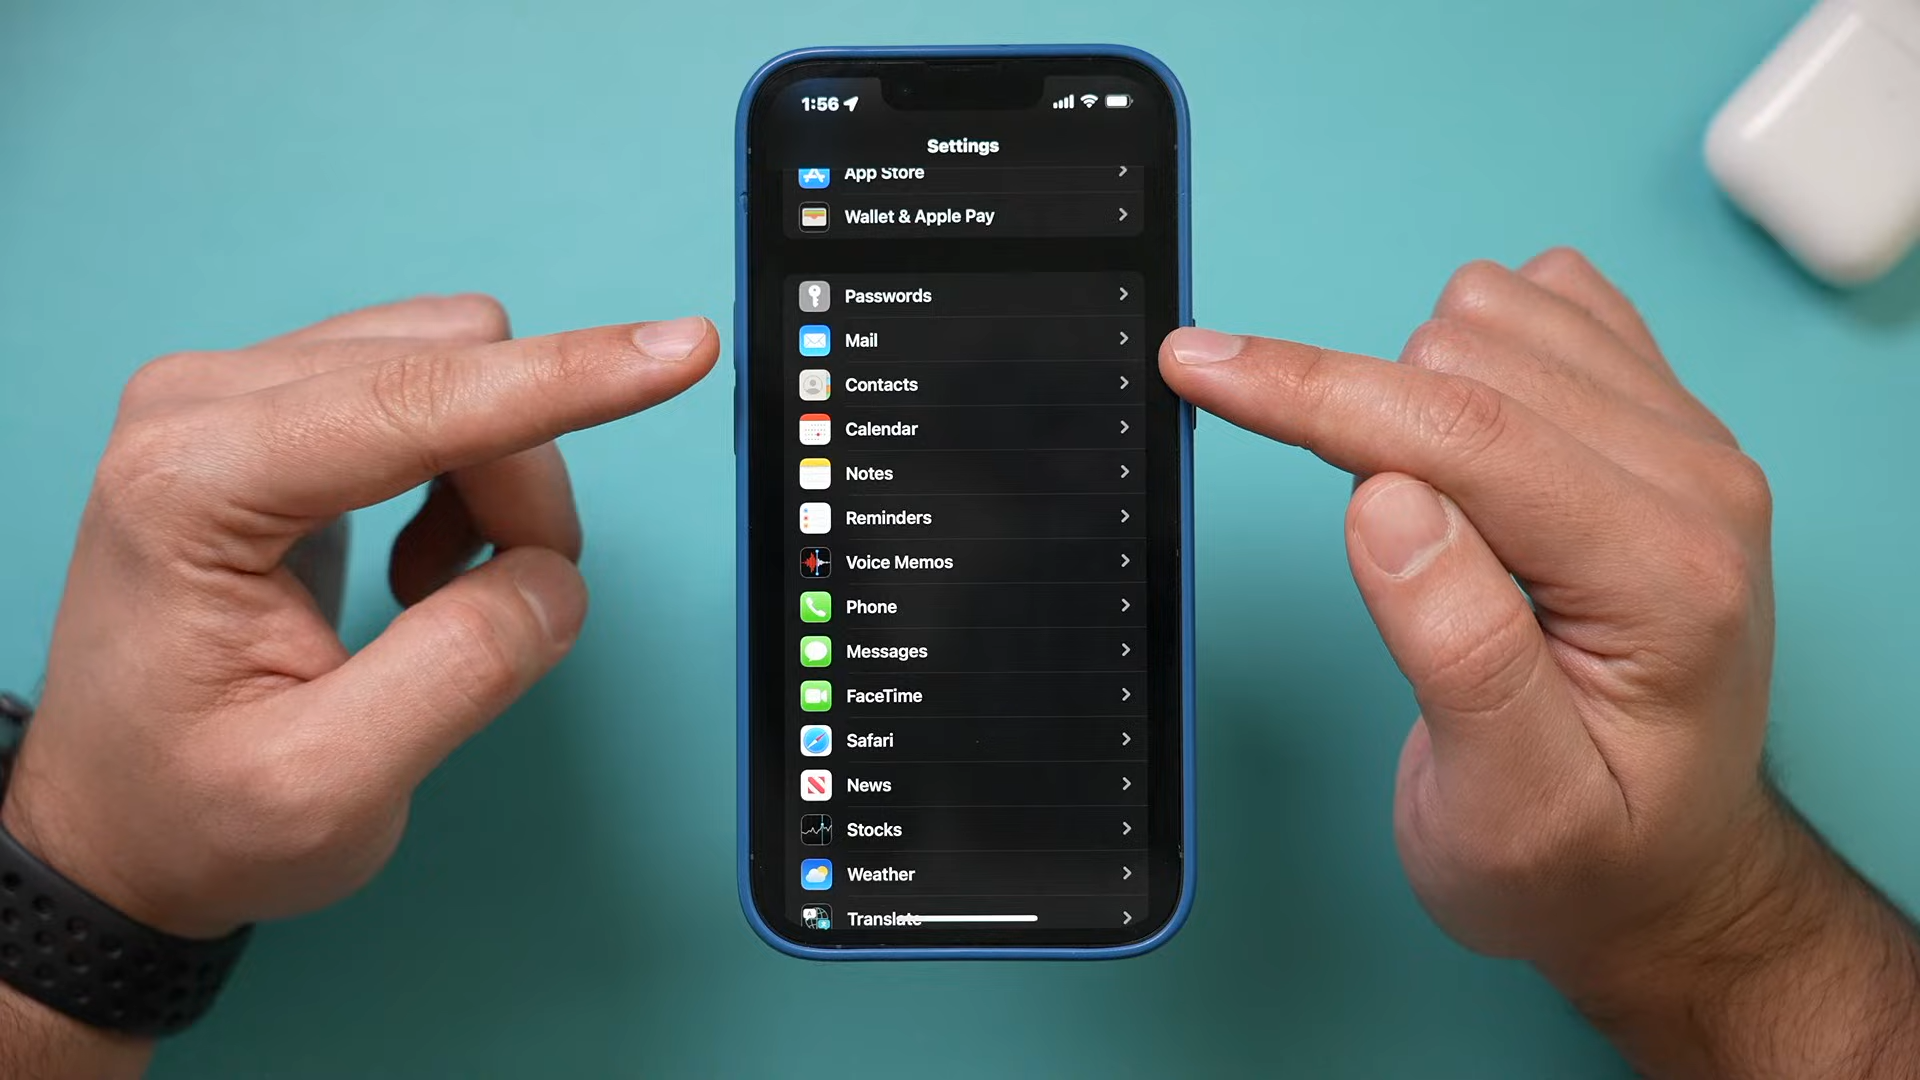 1:56
Settings
App Store
Wallet & Apple Pay
Passwords
Mail
Contacts
Calendar
Notes
Reminders
Voice Memos
Phone
Messages
FaceTime
Safari
News
Stocks
Weather
Translate